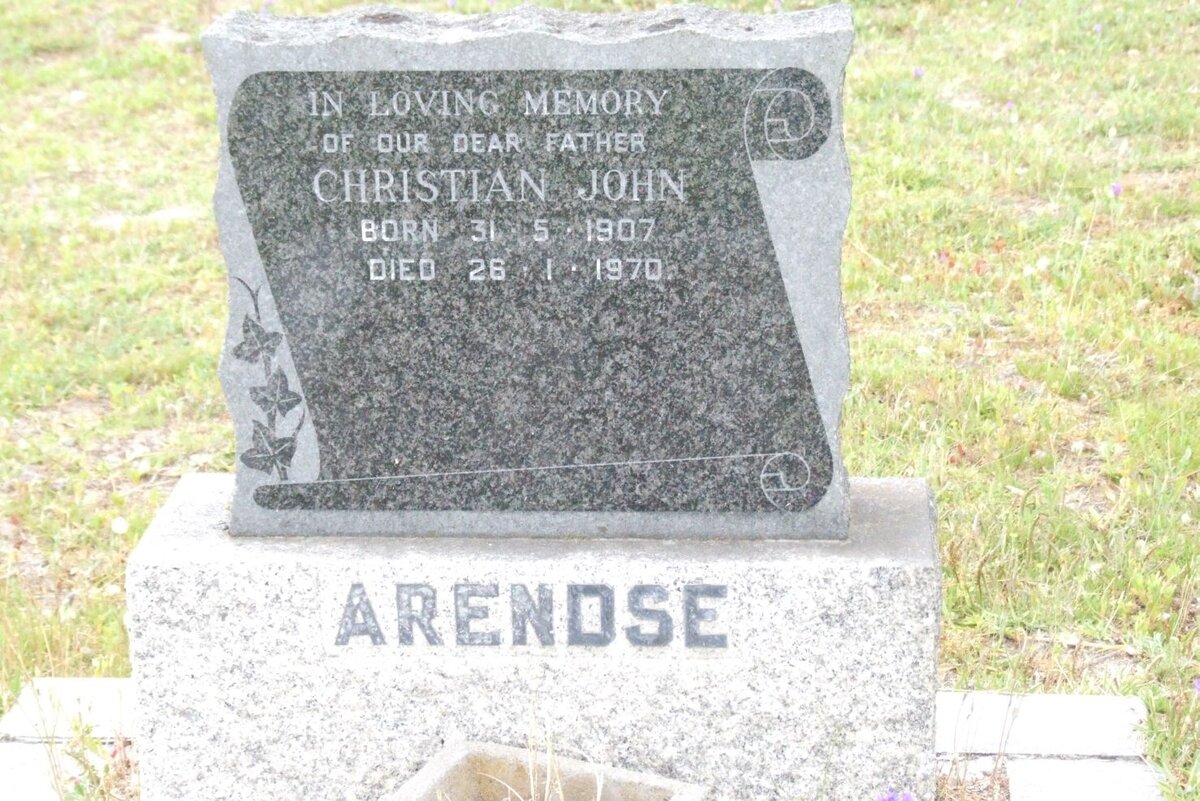 IN LOVING MEMORY
OF OUR DEAR FATHER
CHRISTIAN JOHN
BORN 31 · 5 · 1907
DIED 26 · 1 · 1970
ARENDSE